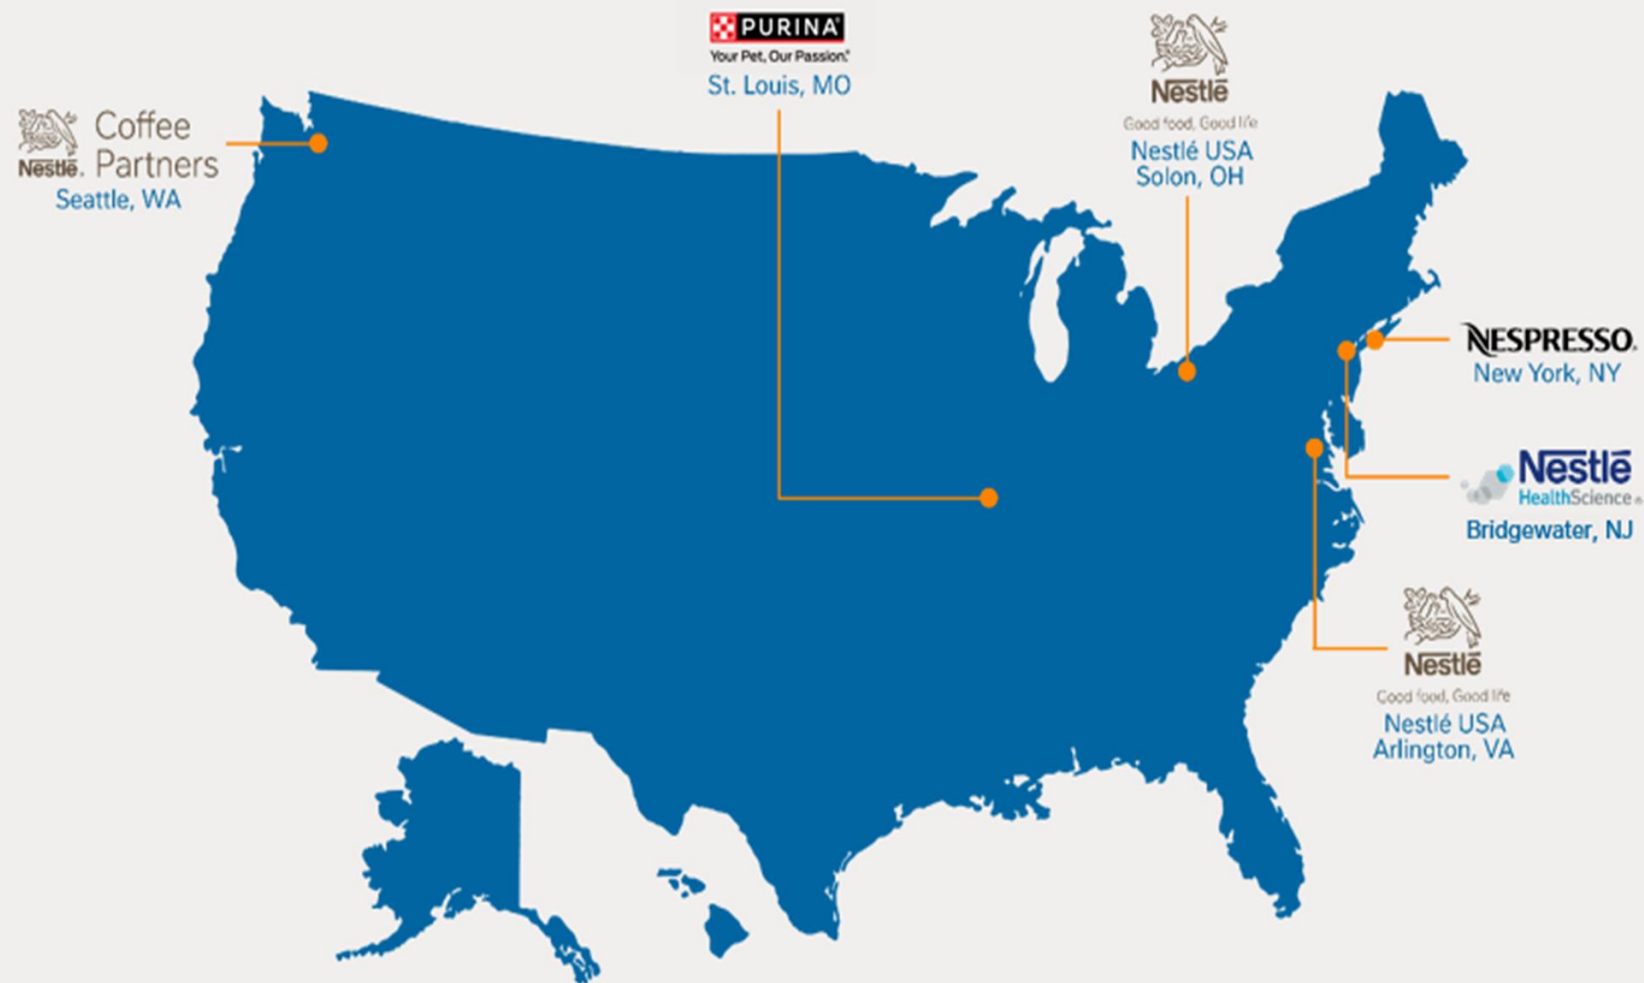 PURINA®
Your Pet, Our Passion.®
St. Louis, MO
Nestlé
Good food, Good life
Nestlé USA
Solon, OH
Nestlé. Coffee
Partners
Seattle, WA
NESPRESSO.
New York, NY
Nestlé
HealthScience®
Bridgewater, NJ
Nestlé
Good food, Good life
Nestlé USA
Arlington, VA